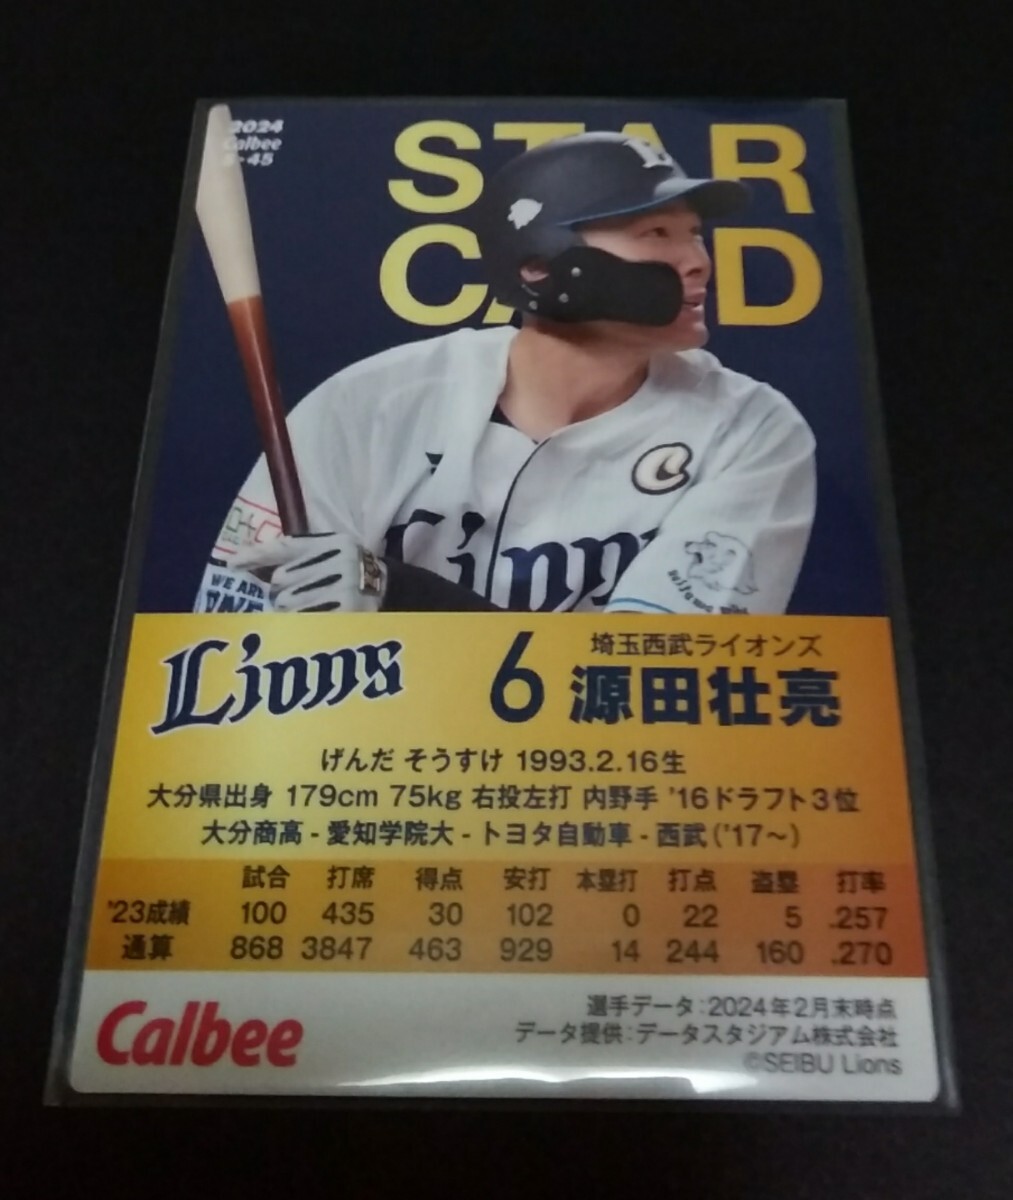 2024
Calbee
45
STAR
CARD
C
Lions
WE ARE
Lions
6
埼玉西武ライオンズ
源田壮亮
げんだ そうすけ 1993.2.16生
大分県出身 179cm 75kg 右投左打 内野手 '16ドラフト3位
大分商高 - 愛知学院大 - トヨタ自動車 - 西武('17〜)
試合 打席 得点 安打 本塁打 打点 盗塁 打率
'23成績 100 435 30 102 0 22 5 .257
通算 868 3847 463 929 14 244 160 .270
Calbee
選手データ:2024年2月末時点
データ提供:データスタジアム株式会社
©SEIBU Lions